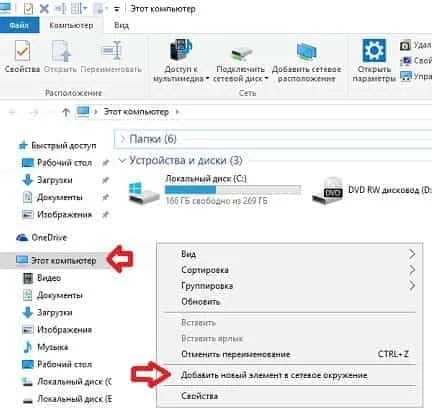 Этот компьютер
Файл
Компьютер
Вид
Свойства
Открыть
Переименовать
Доступ к мультимедиа
Подключить сетевой
Добавить сетевое расположение
Открыть параметры
Удал
Свой
Упра
Расположение
Сеть
Этот компьютер
Быстрый доступ
Рабочий стол
Загрузки
Документы
Изображения
OneDrive
Этот компьютер
Видео
Документы
Загрузки
Изображения
Музыка
Рабочий стол
Локальный диск (C
Локальный диск (E
Папки (6)
Устройства и диски (3)
Локальный диск (C:)
166 ГБ свободно из 269 ГБ
DVD RW дисковод (
DVD
Вид
Сортировка
Группировка
Обновить
Вставить
Вставить ярлык
Отменить переименование CTRL+Z
Добавить новый элемент в сетевое окружение
Свойства